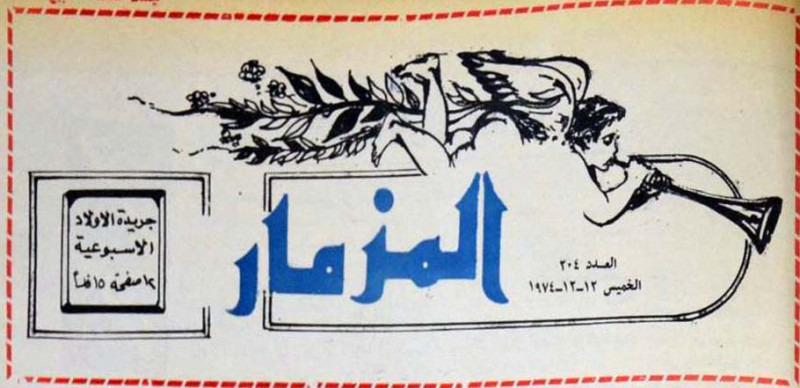 العدد ٢٠٤
الخميس ١٢-١٢-١٩٧٤
المزمار
جريدة الاولاد
الاسبوعية
١٢ صفحة ١٥ فلساً